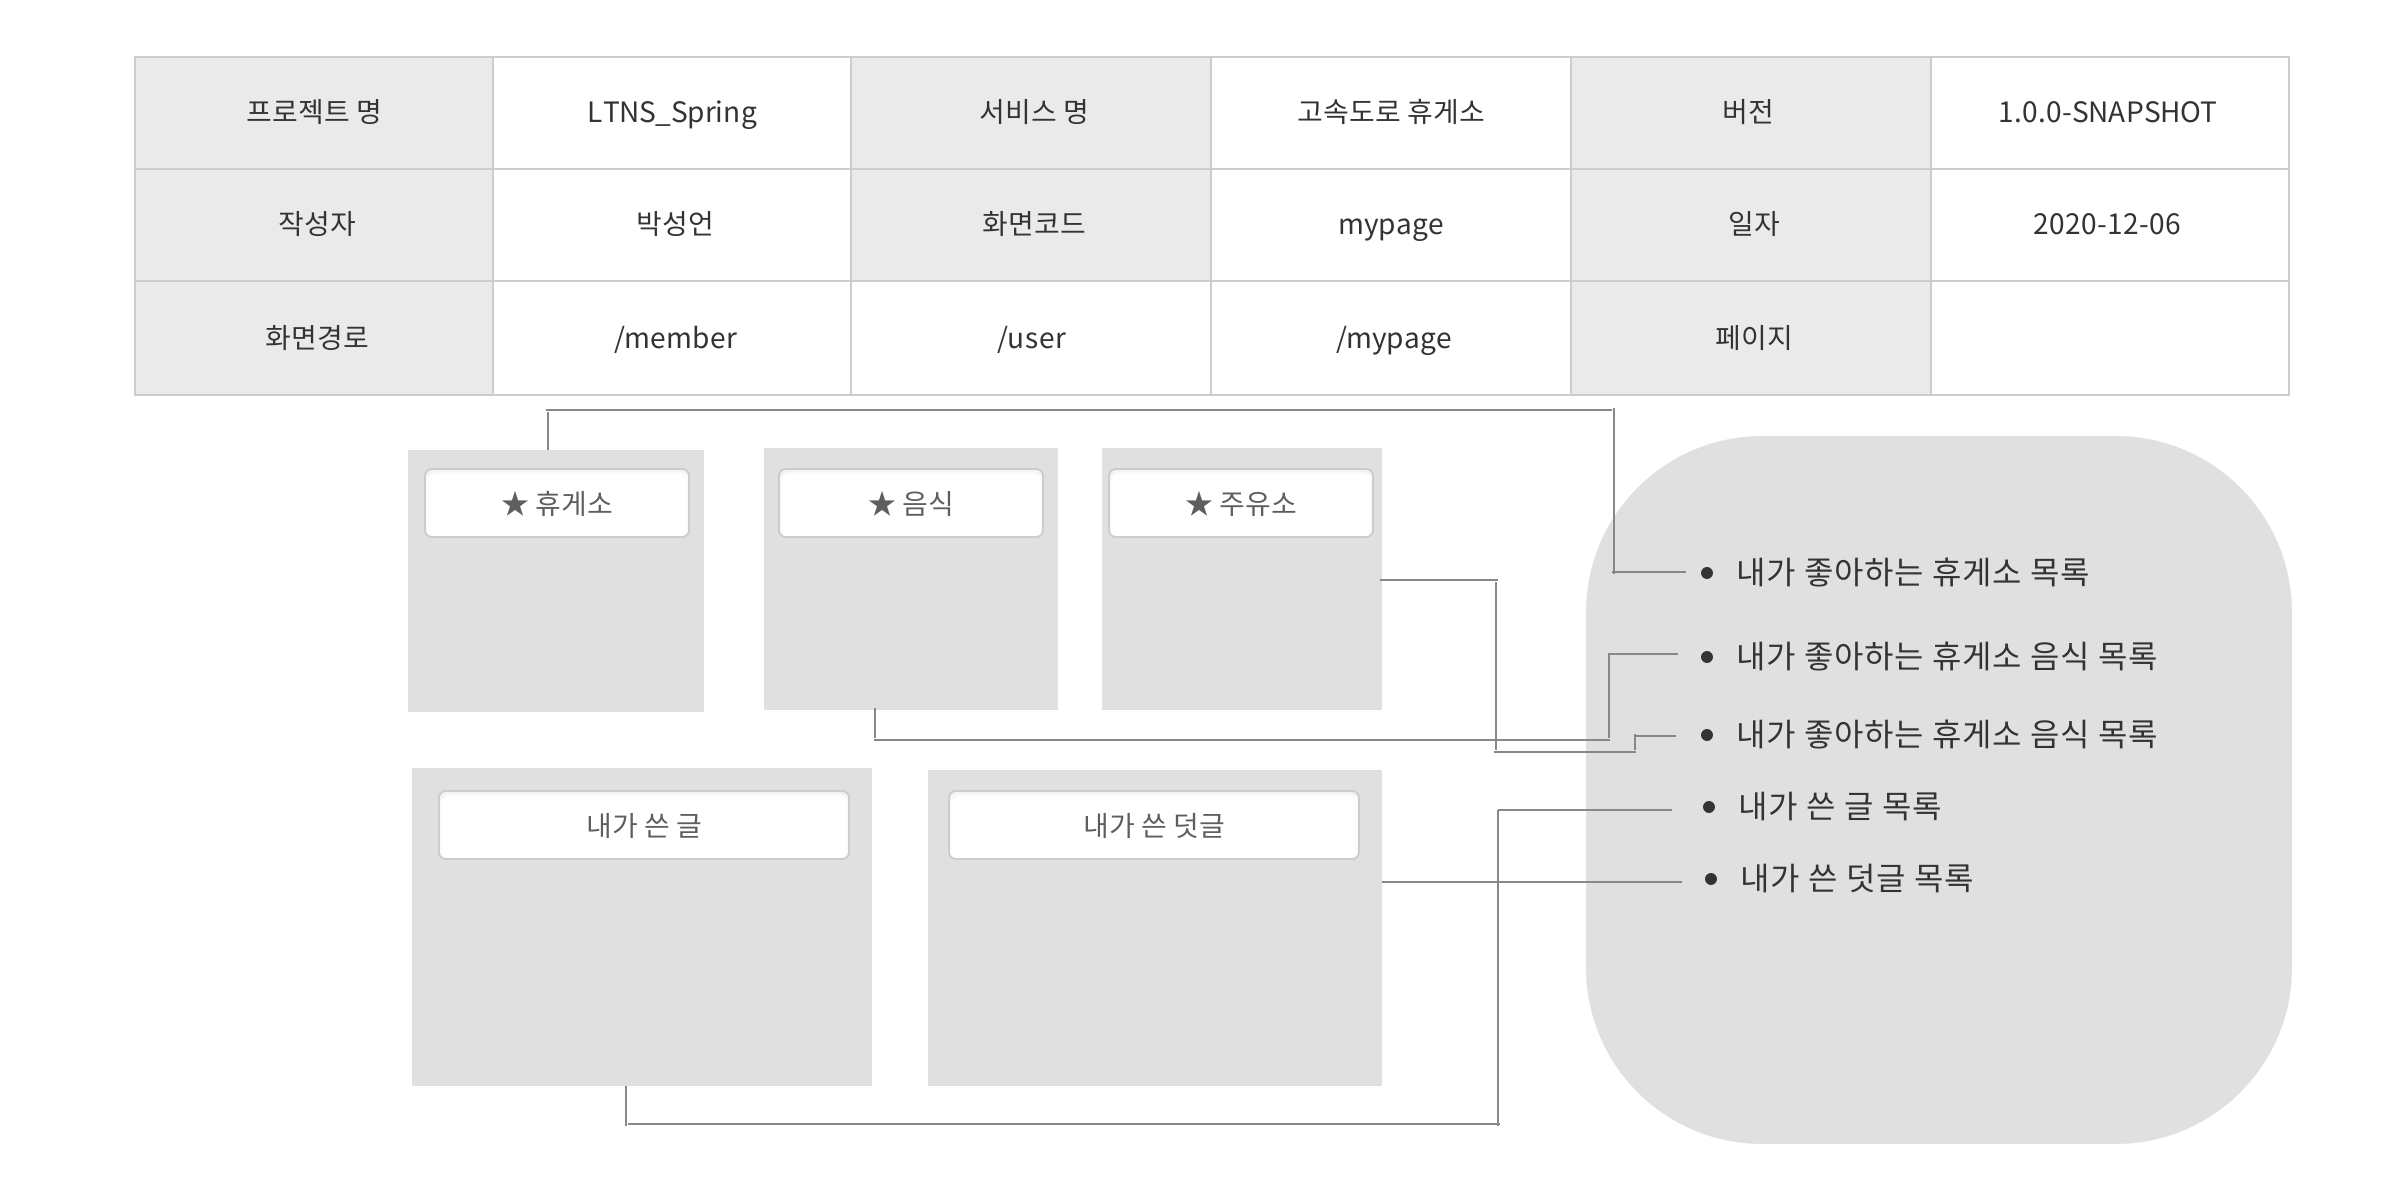 프로젝트 명 LTNS_Spring 서비스 명 고속도로 휴게소 버전 1.0.0-SNAPSHOT
작성자 박성언 화면코드 mypage 일자 2020-12-06
화면경로 /member /user /mypage 페이지
★ 휴게소 ★ 음식 ★ 주유소
• 내가 좋아하는 휴게소 목록
• 내가 좋아하는 휴게소 음식 목록
• 내가 좋아하는 휴게소 음식 목록
내가 쓴 글 내가 쓴 덧글
• 내가 쓴 글 목록
• 내가 쓴 덧글 목록